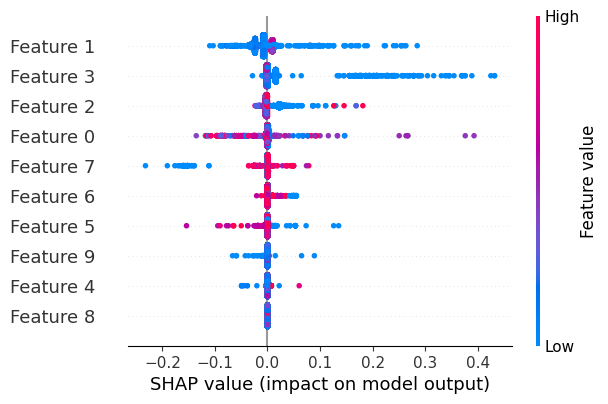 Feature 1
Feature 3
Feature 2
Feature 0
Feature 7
Feature 6
Feature 5
Feature 9
Feature 4
Feature 8
−0.2 −0.1 0.0 0.1 0.2 0.3 0.4
SHAP value (impact on model output)
High
Feature value
Low